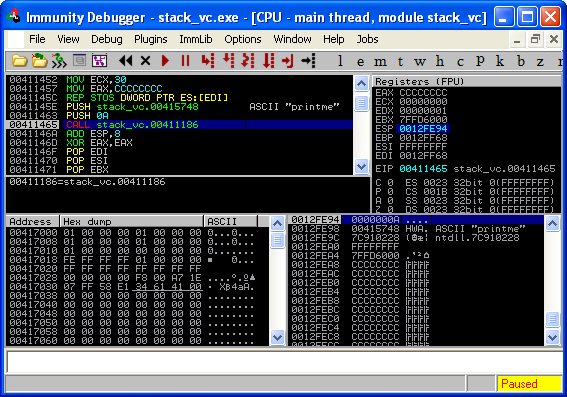 Immunity Debugger - stack_vc.exe - [CPU - main thread, module stack_vc]
File View Debug Plugins ImmLib Options Window Help Jobs
l e m t w h c p k b z r
00411452 MOV ECX,30
00411457 MOV EAX,CCCCCCCC
0041145C REP STOS DWORD PTR ES:[EDI]
0041145E PUSH stack_vc.00415748 ASCII "printme"
00411463 PUSH 0A
00411465 CALL stack_vc.00411186
0041146A ADD ESP,8
0041146D XOR EAX,EAX
0041146F POP EDI
00411470 POP ESI
00411471 POP EBX
00411186=stack_vc.00411186
Registers (FPU)
EAX CCCCCCCC
ECX 00000000
EDX 00000001
EBX 7FFD6000
ESP 0012FE94
EBP 0012FF68
ESI FFFFFFFF
EDI 0012FF68
EIP 00411465 stack_vc.00411465
C 0 ES 0023 32bit 0(FFFFFFFF)
P 0 CS 001B 32bit 0(FFFFFFFF)
A 0 SS 0023 32bit 0(FFFFFFFF)
Z 0 DS 0023 32bit 0(FFFFFFFF)
Address Hex dump ASCII
00417000 01 00 00 00 01 00 00 00
00417008 01 00 00 00 01 00 00 00
00417010 01 00 00 00 00 00 00 00
00417018 FE FF FF FF 01 00 00 00
00417020 FF FF FF FF FF FF FF FF
00417028 00 00 00 00 F8 00 A7 1E
00417030 07 FF 58 E1 34 61 41 00
00417038 00 00 00 00 00 00 00 00 ........
00417040 00 00 00 00 00 00 00 00 ........
00417048 00 00 00 00 00 00 00 00 ........
00417050 00 00 00 00 00 00 00 00 ........
00417058 00 00 00 00 00 00 00 00 ........
00417060 00 00 00 00 00 00 00 00 ........
0012FE94 0000000A ....
0012FE98 00415748 HWA. ASCII "printme"
0012FE9C 7C910228 ntdll.7C910228
0012FEA0 FFFFFFFF
0012FEA4 7FFD6000
0012FEA8 CCCCCCCC
0012FEAC CCCCCCCC
0012FEB0 CCCCCCCC
0012FEB4 CCCCCCCC
0012FEB8 CCCCCCCC
0012FEBC CCCCCCCC
0012FEC0 CCCCCCCC
0012FEC4 CCCCCCCC
0012FEC8 CCCCCCCC
0012FECC CCCCCCCC
Paused